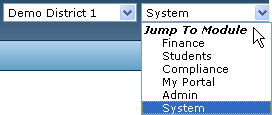 Demo District 1 System
Jump To Module
Finance
Students
Compliance
My Portal
Admin
System